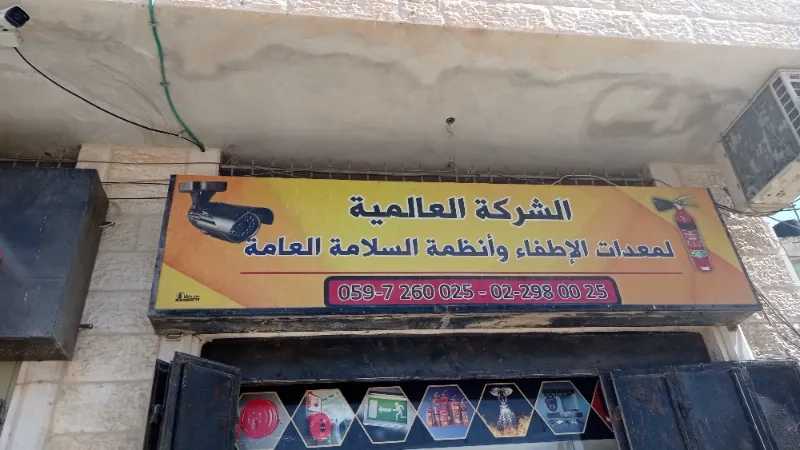 الشركة العالمية
لمعدات الإطفاء وأنظمة السلامة العامة
059-7 260 025 - 02-298 00 25